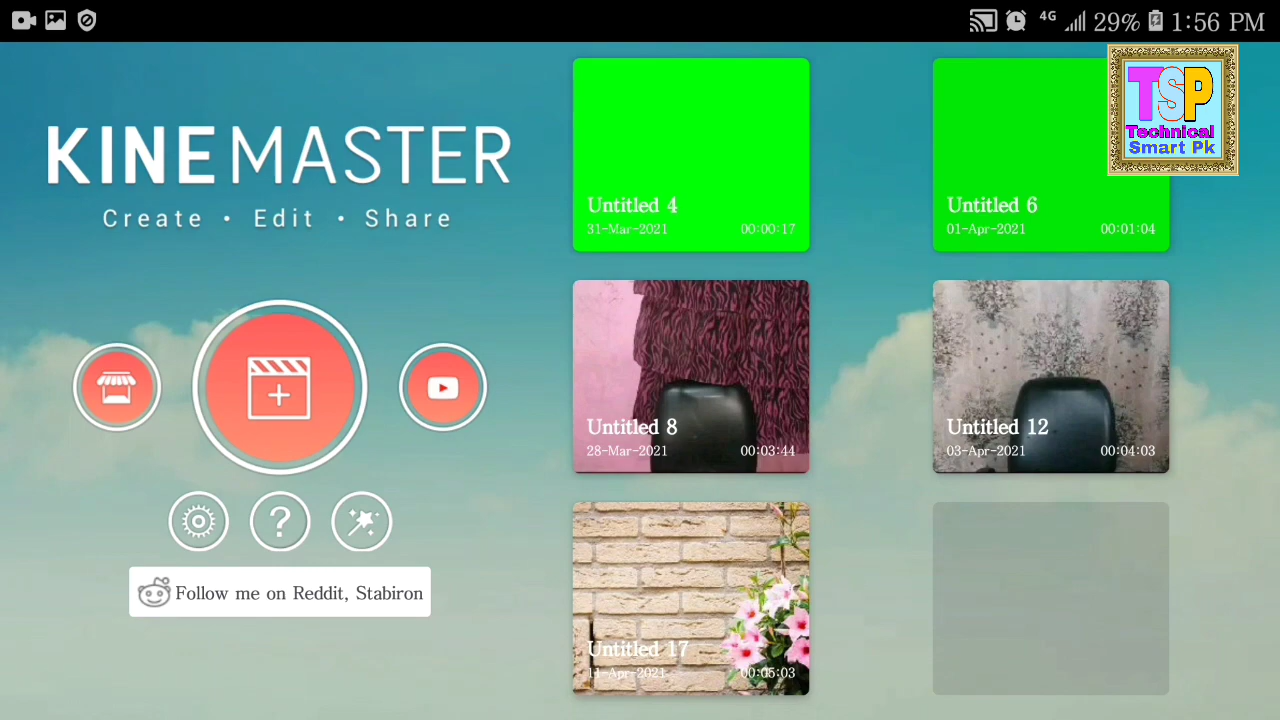 4G 29% 1:56 PM
TSP
Technical
Smart Pk
KINEMASTER
Create • Edit • Share
Untitled 4
31-Mar-2021 00:00:17
Untitled 6
01-Apr-2021 00:01:04
Untitled 8
28-Mar-2021 00:03:44
Untitled 12
03-Apr-2021 00:04:03
?
Follow me on Reddit, Stabiron
Untitled 17
11-Apr-2021 00:05:03